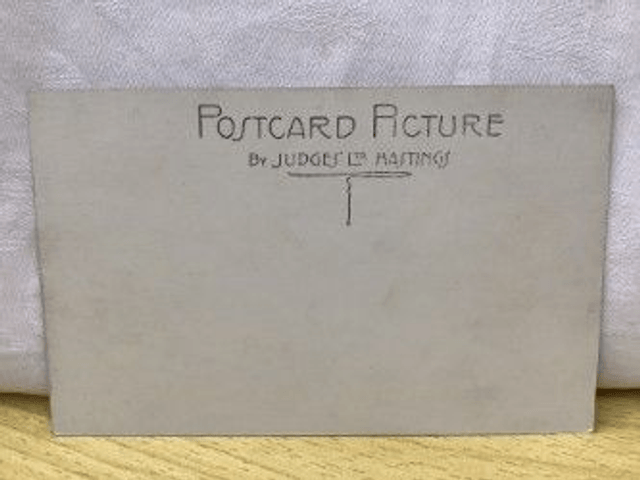 POSTCARD PICTURE
BY JUDGES' LTD HASTINGS